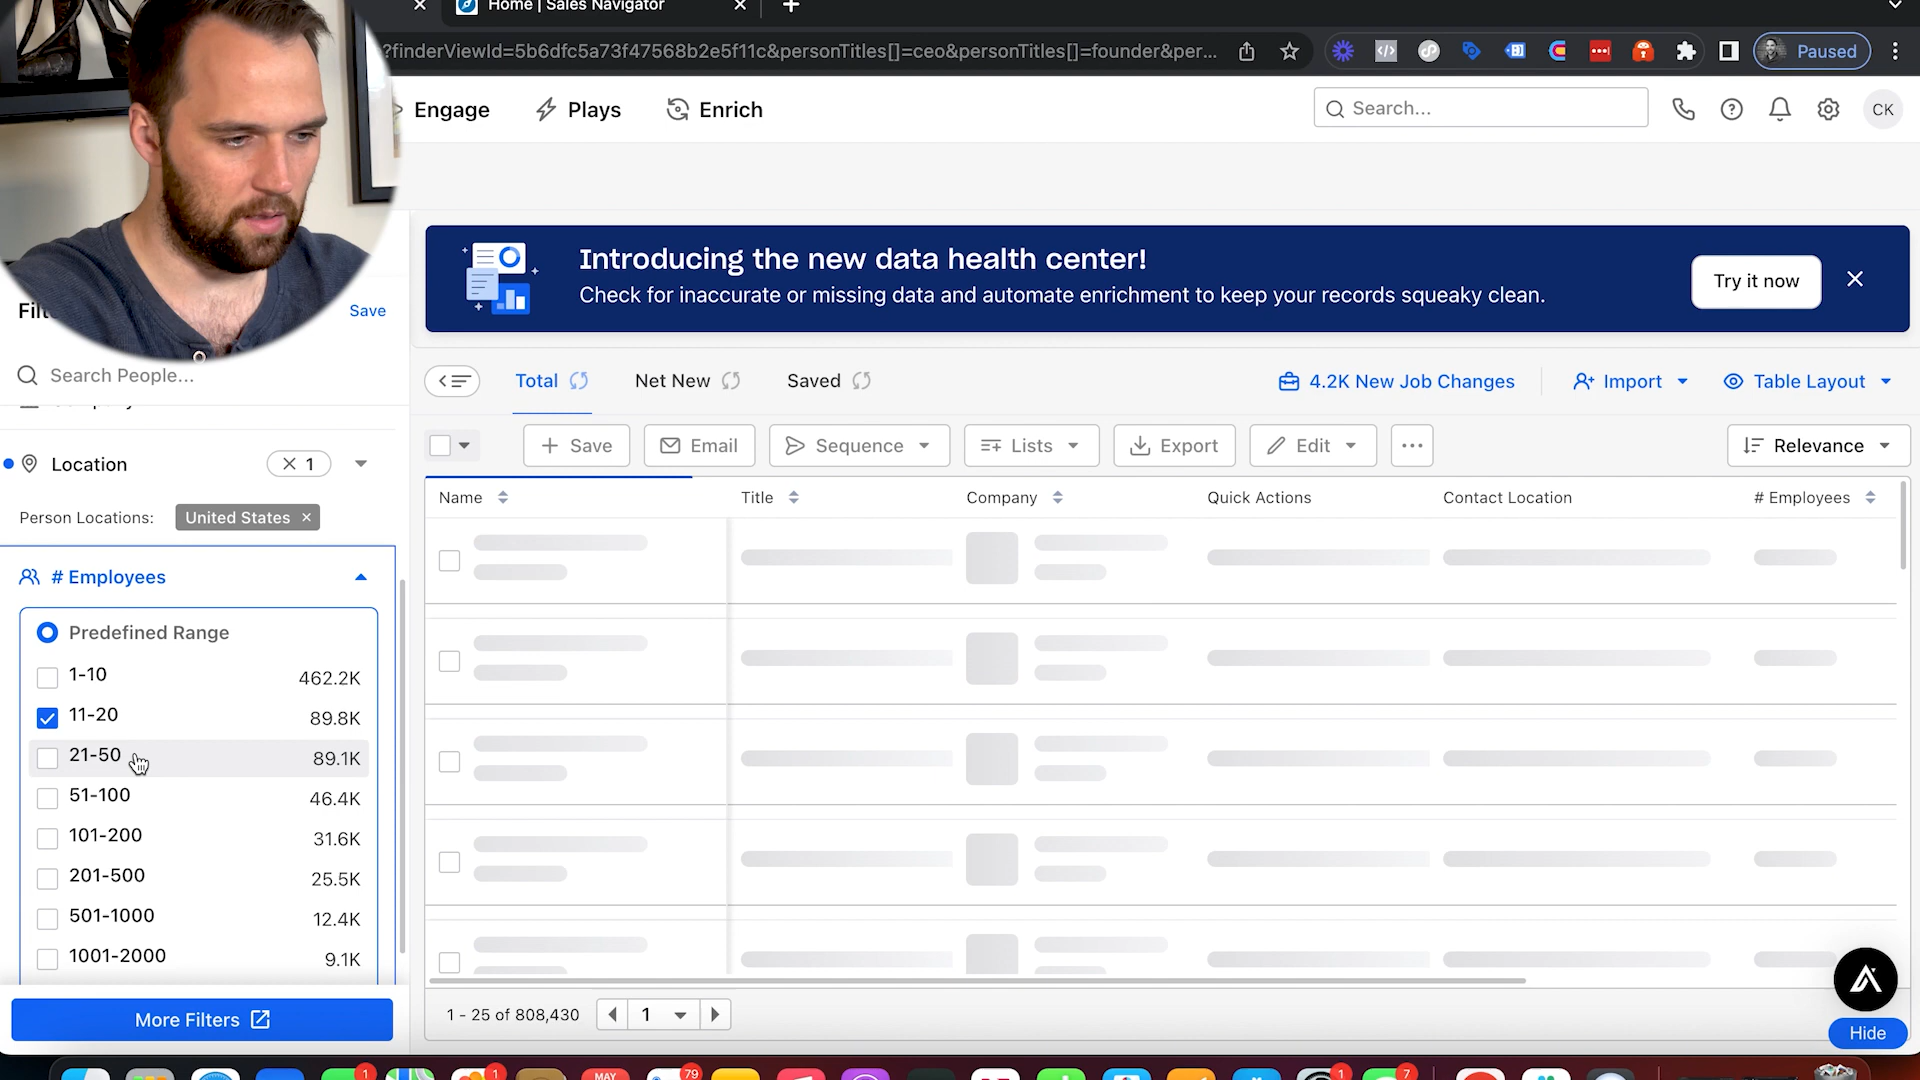 Home | Sales Navigator
?finderViewId=5b6dfc5a73f47568b2e5f11c&personTitles[]=ceo&personTitles[]=founder&per...
Paused
Engage
Plays
Enrich
Search...
CK
Introducing the new data health center!
Check for inaccurate or missing data and automate enrichment to keep your records squeaky clean.
Try it now
Save
Search People...
Total
Net New
Saved
4.2K New Job Changes
Import
Table Layout
Save
Email
Sequence
Lists
Export
Edit
Relevance
Location
1
Person Locations:
United States
# Employees
Predefined Range
1-10
462.2K
11-20
89.8K
21-50
89.1K
51-100
46.4K
101-200
31.6K
201-500
25.5K
501-1000
12.4K
1001-2000
9.1K
More Filters
Name
Title
Company
Quick Actions
Contact Location
# Employees
1 - 25 of 808,430
1
Hide
1
1
MAY
79
1
7